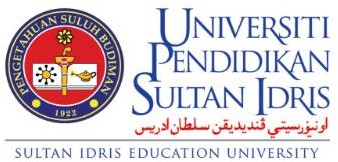 PENGETAHUAN SULUH BUDIMAN
1922
UNIVERSITI
PENDIDIKAN
SULTAN IDRIS
اونيۏرسيتي ڤنديديقن سلطان ادريس
SULTAN IDRIS EDUCATION UNIVERSITY